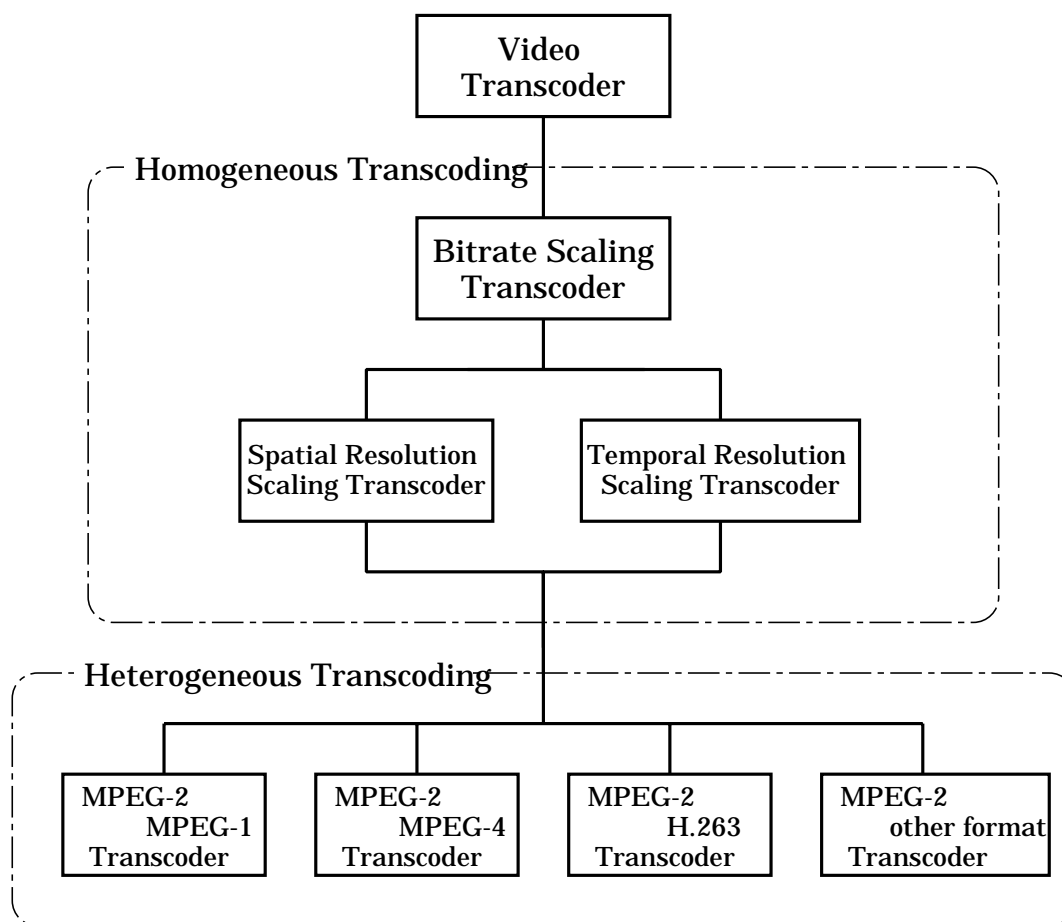 Video
Transcoder
Homogeneous Transcoding
Bitrate Scaling
Transcoder
Spatial Resolution
Scaling Transcoder
Temporal Resolution
Scaling Transcoder
Heterogeneous Transcoding
MPEG-2
MPEG-1
Transcoder
MPEG-2
MPEG-4
Transcoder
MPEG-2
H.263
Transcoder
MPEG-2
other format
Transcoder